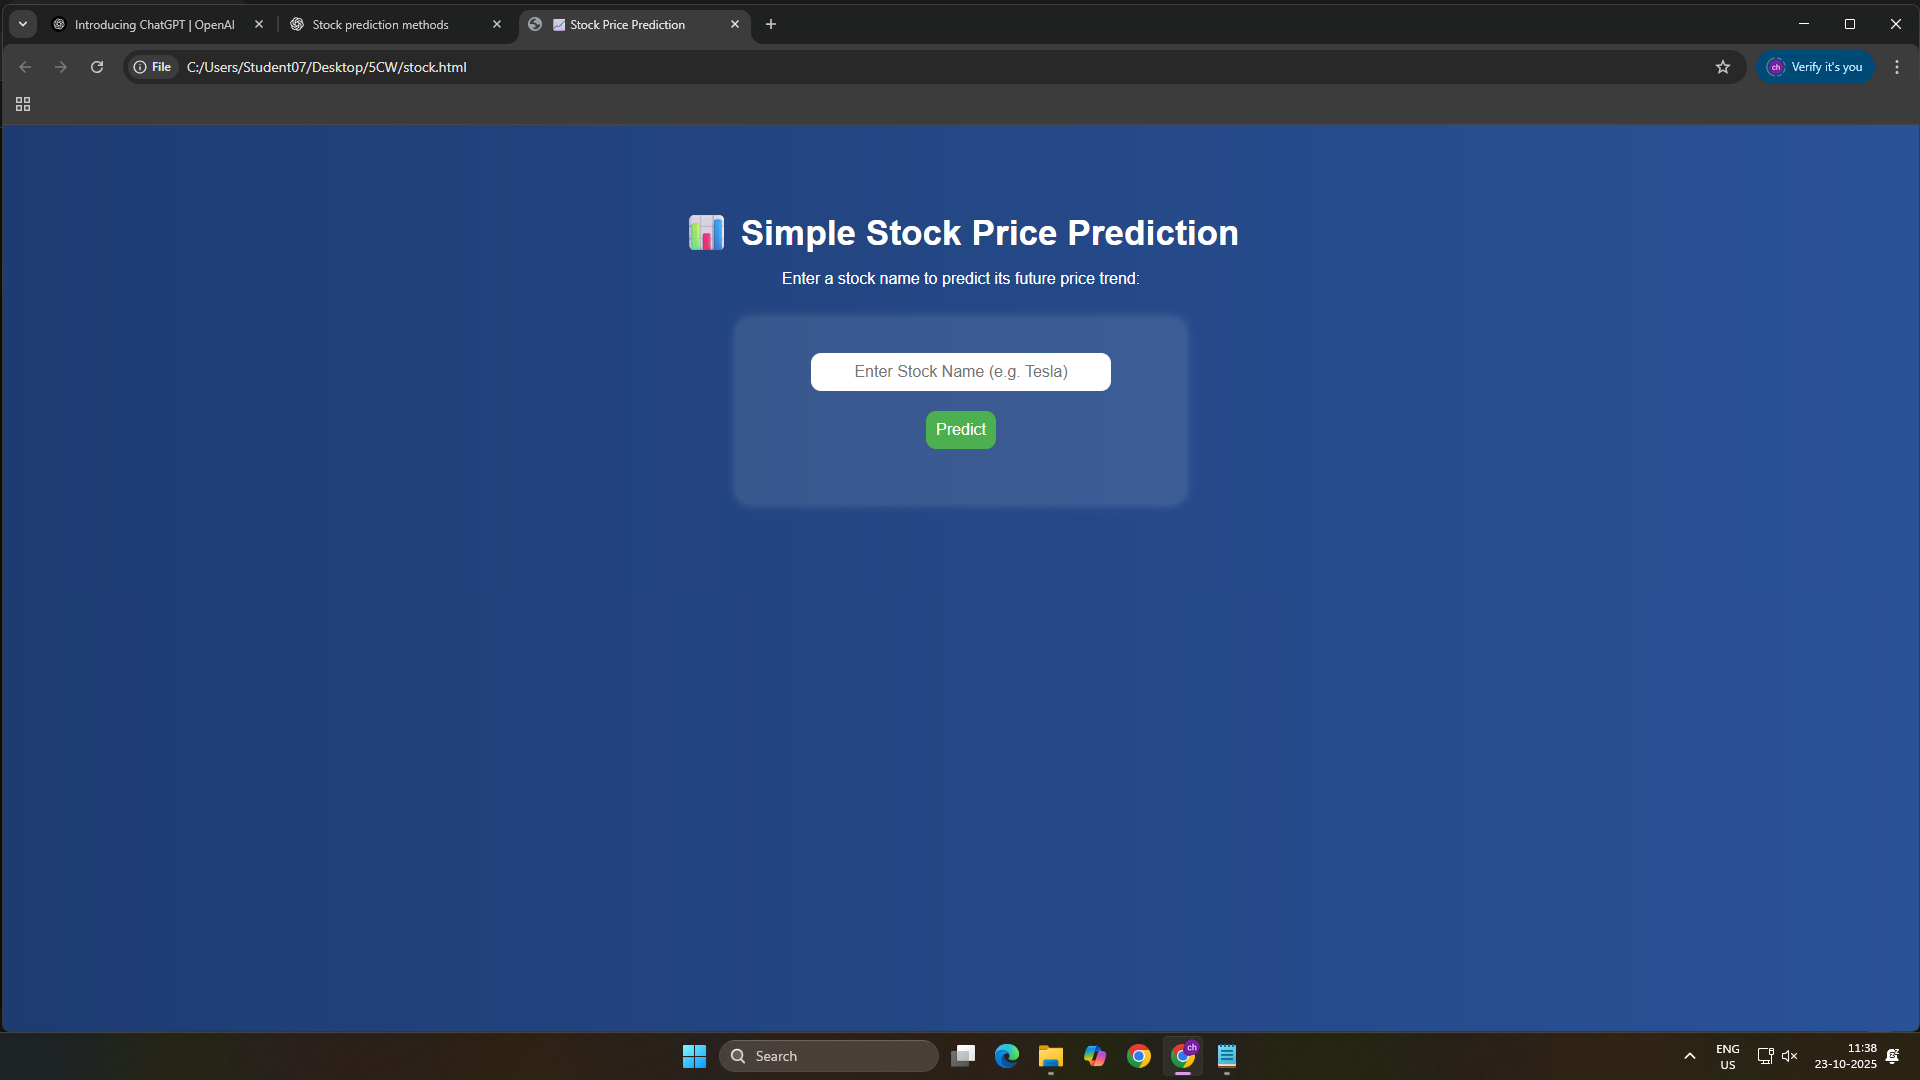 Introducing ChatGPT | OpenAI
Stock prediction methods
Stock Price Prediction
File
C:/Users/Student07/Desktop/5CW/stock.html
ch
Verify it's you
Simple Stock Price Prediction
Enter a stock name to predict its future price trend:
Enter Stock Name (e.g. Tesla)
Predict
Search
ch
ENG
US
11:38
23-10-2025